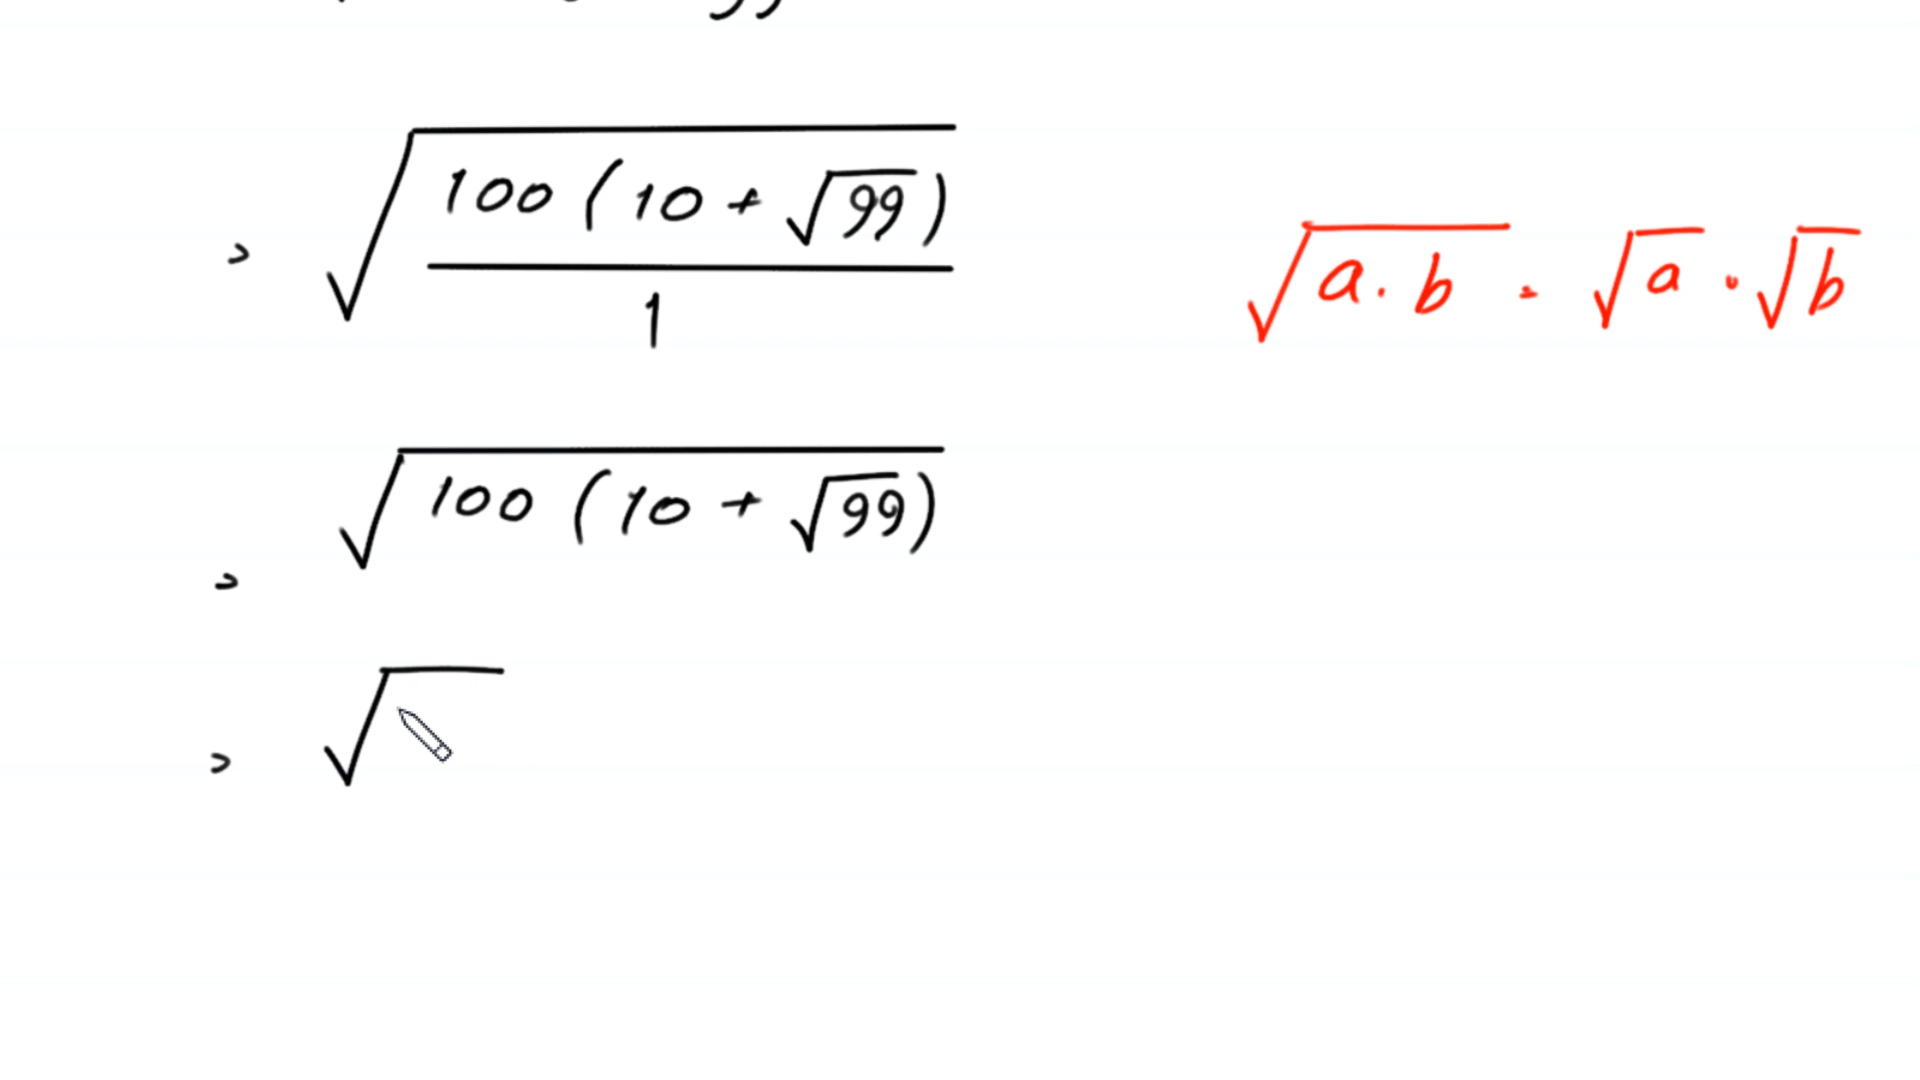 = √(100 (10 + √99) / 1)
√(a · b) = √a · √b
= √(100 (10 + √99))
= √